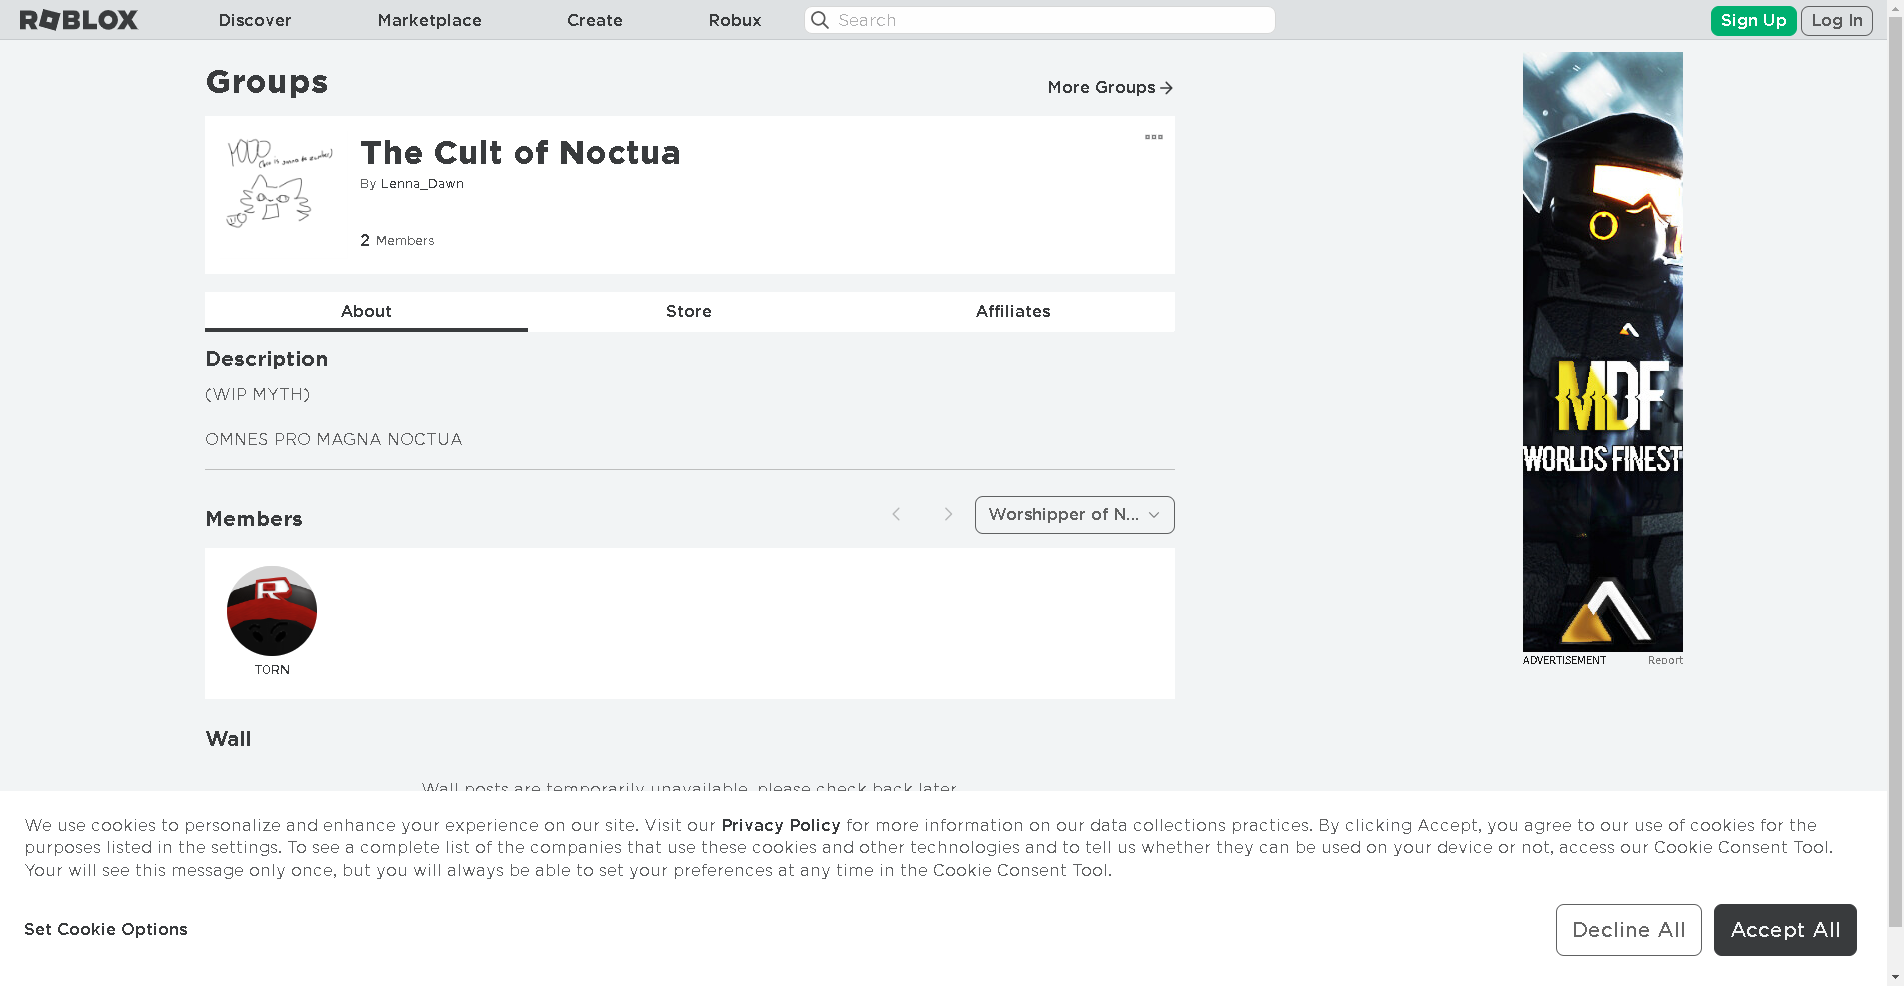 ROBLOX
Discover
Marketplace
Create
Robux
Search
Sign Up
Log In
Groups
More Groups
YOOO
The Cult of Noctua
By Lenna_Dawn
2 Members
About
Store
Affiliates
Description
(WIP MYTH)
OMNES PRO MAGNA NOCTUA
Members
Worshipper of N...
R
TORN
Wall
Wall posts are temporarily unavailable, please check back later.
MDF
WORLDS FINEST
ADVERTISEMENT
Report
We use cookies to personalize and enhance your experience on our site. Visit our Privacy Policy for more information on our data collections practices. By clicking Accept, you agree to our use of cookies for the
purposes listed in the settings. To see a complete list of the companies that use these cookies and other technologies and to tell us whether they can be used on your device or not, access our Cookie Consent Tool.
Your will see this message only once, but you will always be able to set your preferences at any time in the Cookie Consent Tool.
Set Cookie Options
Decline All
Accept All